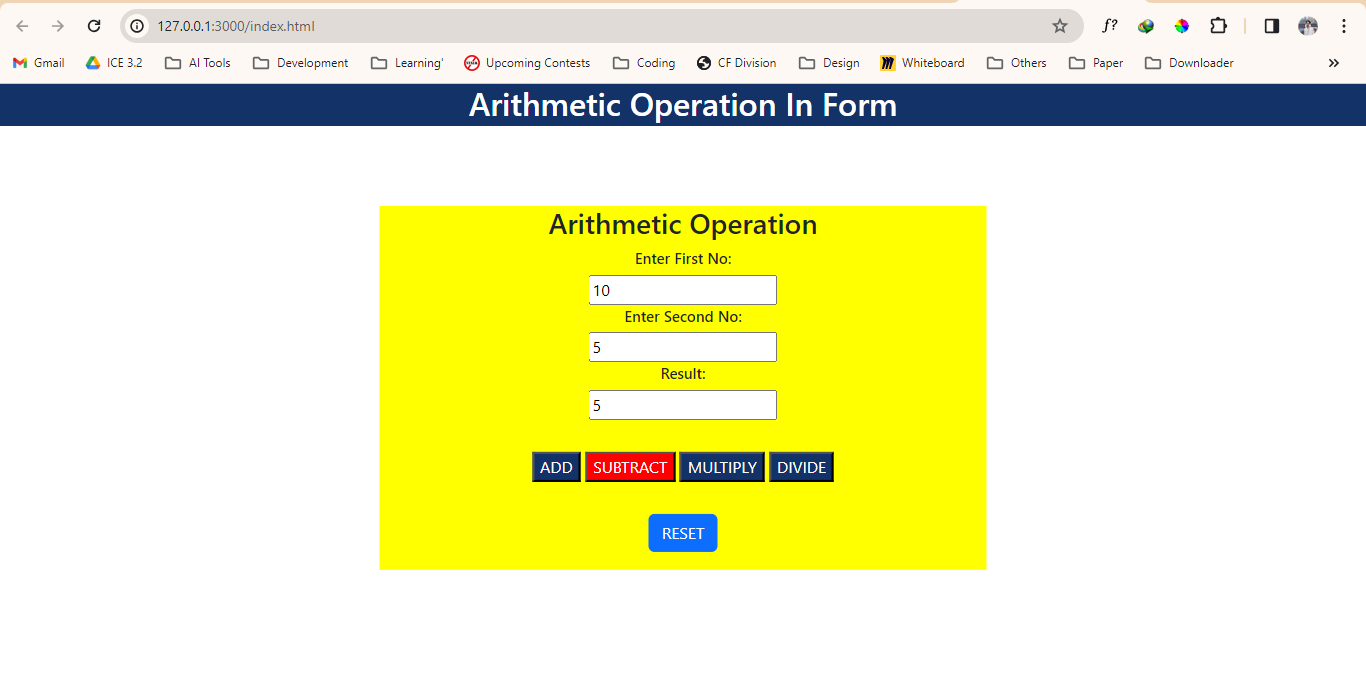 127.0.0.1:3000/index.html f?
Gmail ICE 3.2 AI Tools Development Learning' Upcoming Contests Coding CF Division Design Whiteboard Others Paper Downloader »
Arithmetic Operation In Form
Arithmetic Operation
Enter First No:
10
Enter Second No:
5
Result:
5
ADD SUBTRACT MULTIPLY DIVIDE
RESET